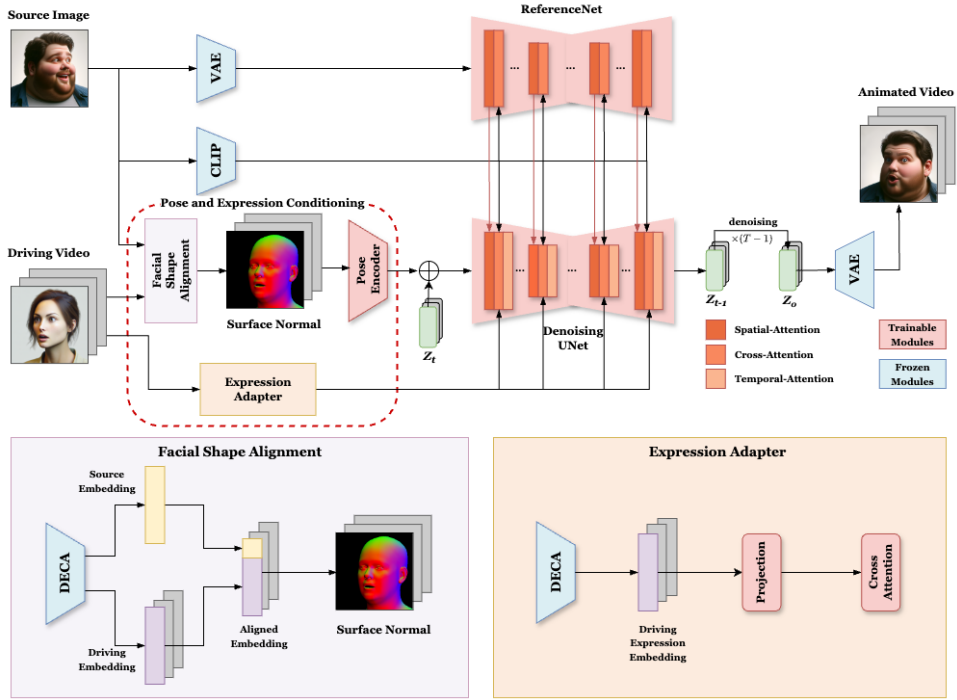 Source Image
VAE
ReferenceNet
...
...
...
CLIP
Animated Video
Pose and Expression Conditioning
Driving Video
Facial
Shape
Alignment
Surface Normal
Pose
Encoder
Z_t
...
...
...
Denoising
UNet
denoising
×(T − 1)
Z_{t-1}
Z_o
VAE
Expression
Adapter
Spatial-Attention
Cross-Attention
Temporal-Attention
Trainable
Modules
Frozen
Modules
Facial Shape Alignment
Source
Embedding
DECA
Driving
Embedding
Aligned
Embedding
Surface Normal
Expression Adapter
DECA
Driving
Expression
Embedding
Projection
Cross
Attention